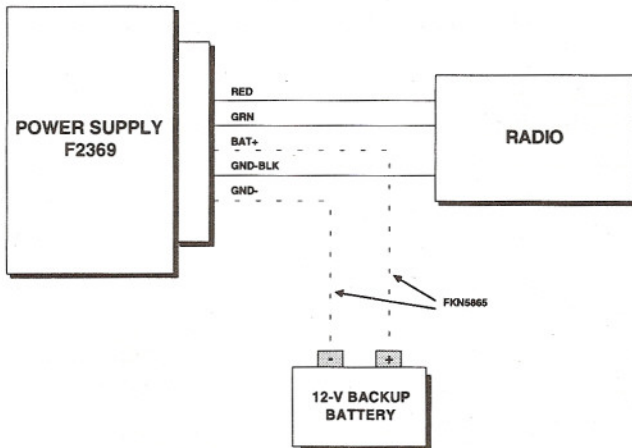 POWER SUPPLY
F2369
RED
GRN
BAT+
GND-BLK
GND-
RADIO
FKN5865
- +
12-V BACKUP
BATTERY